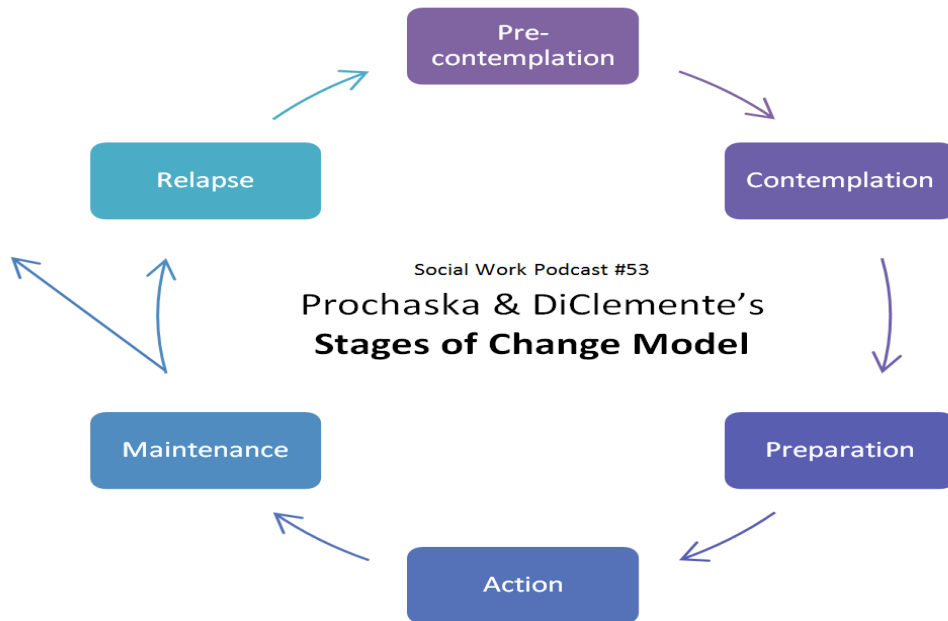 Pre-
contemplation
Contemplation
Preparation
Action
Maintenance
Relapse
Social Work Podcast #53
Prochaska & DiClemente’s
Stages of Change Model